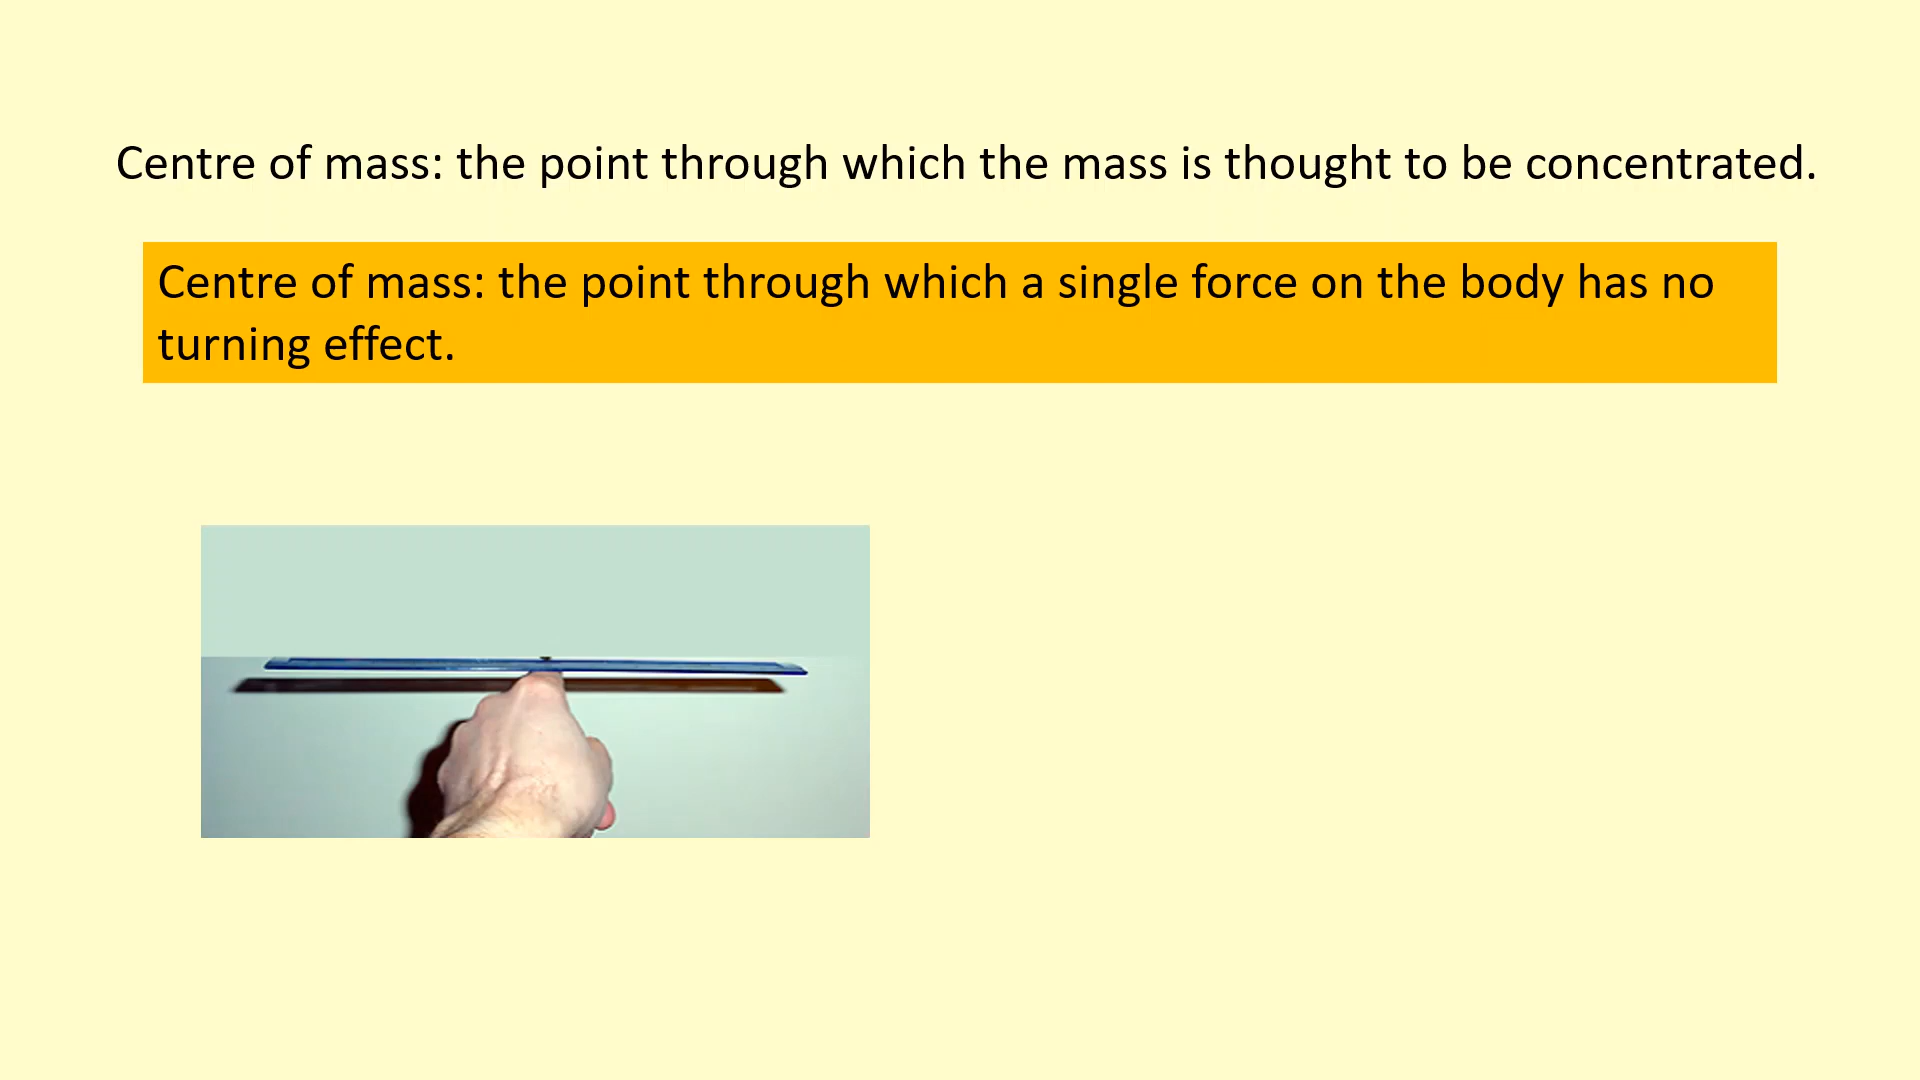 Centre of mass: the point through which the mass is thought to be concentrated.
Centre of mass: the point through which a single force on the body has no
turning effect.